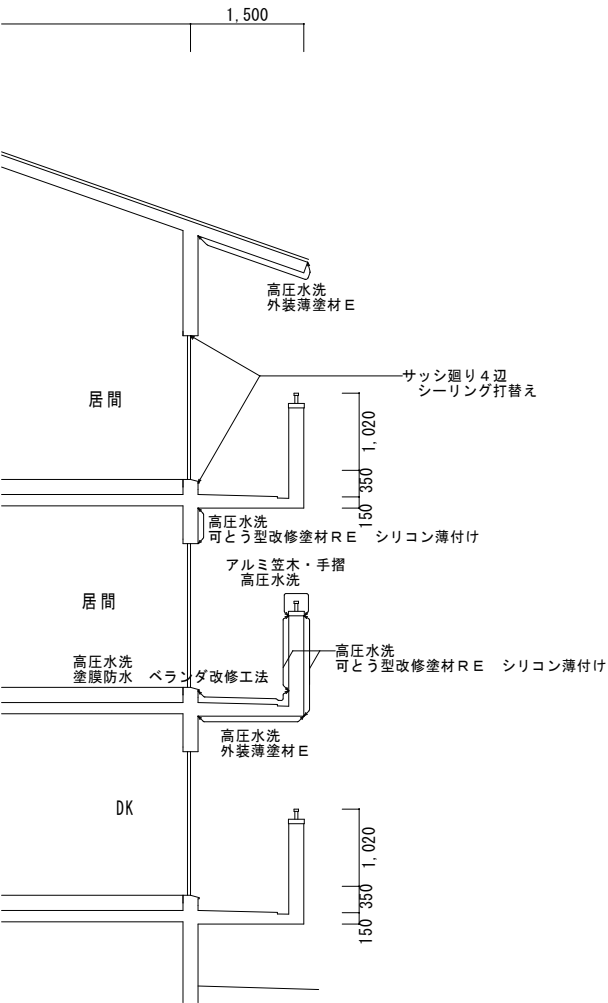 1,500
高圧水洗
外装薄塗材Ｅ
サッシ廻り４辺
シーリング打替え
居間
1,020
350
150
高圧水洗
可とう型改修塗材ＲＥ　シリコン薄付け
アルミ笠木・手摺
高圧水洗
居間
高圧水洗
塗膜防水　ベランダ改修工法
高圧水洗
可とう型改修塗材ＲＥ　シリコン薄付け
高圧水洗
外装薄塗材Ｅ
DK
1,020
350
150